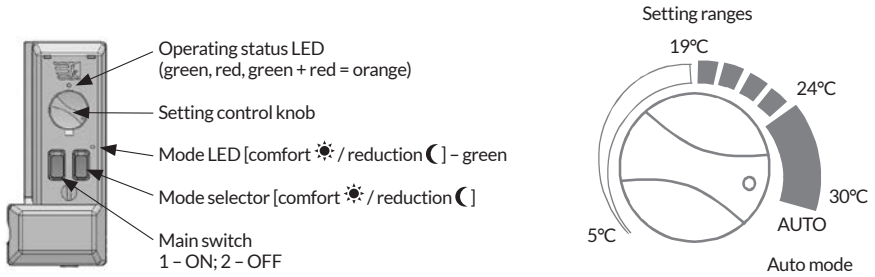 Operating status LED
(green, red, green + red = orange)
Setting control knob
Mode LED [comfort ☀ / reduction ☾ ] – green
Mode selector [comfort ☀ / reduction ☾ ]
Main switch
1 – ON; 2 – OFF
Setting ranges
19°C
24°C
30°C
AUTO
5°C
Auto mode